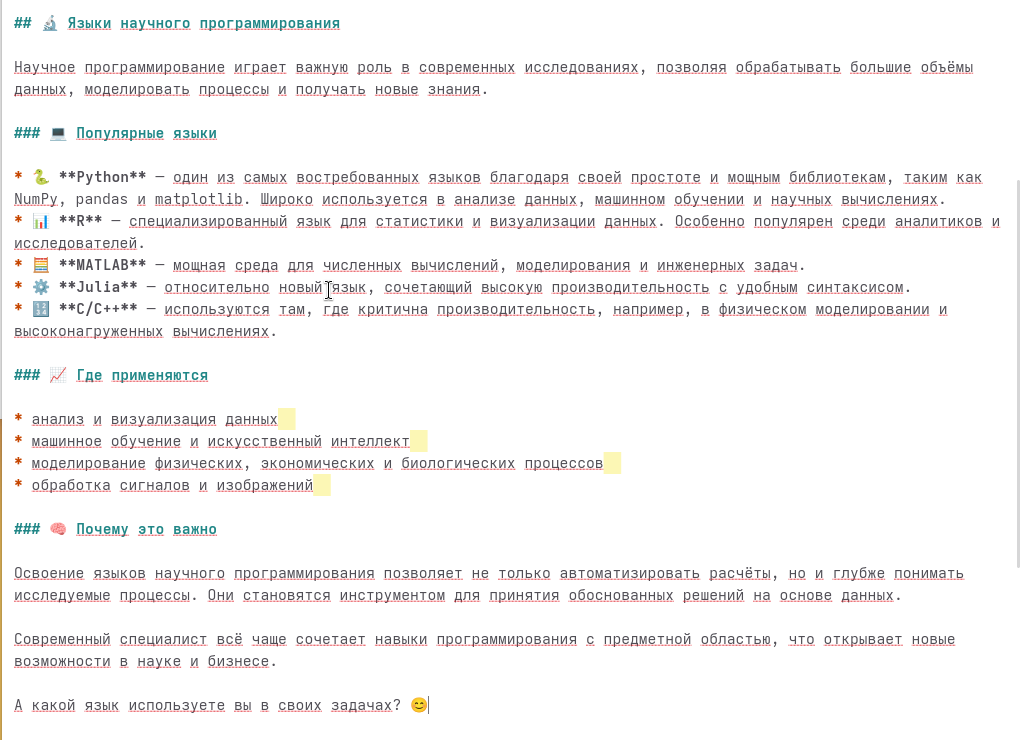 ## 🔬 Языки научного программирования
Научное программирование играет важную роль в современных исследованиях, позволяя обрабатывать большие объёмы
данных, моделировать процессы и получать новые знания.
### 💻 Популярные языки
* 🐍 **Python** — один из самых востребованных языков благодаря своей простоте и мощным библиотекам, таким как
NumPy, pandas и matplotlib. Широко используется в анализе данных, машинном обучении и научных вычислениях.
* 📊 **R** — специализированный язык для статистики и визуализации данных. Особенно популярен среди аналитиков и
исследователей.
* 🧮 **MATLAB** — мощная среда для численных вычислений, моделирования и инженерных задач.
* ⚙️ **Julia** — относительно новый язык, сочетающий высокую производительность с удобным синтаксисом.
* 🔢 **C/C++** — используются там, где критична производительность, например, в физическом моделировании и
высоконагруженных вычислениях.
### 📈 Где применяются
* анализ и визуализация данных
* машинное обучение и искусственный интеллект
* моделирование физических, экономических и биологических процессов
* обработка сигналов и изображений
### 🧠 Почему это важно
Освоение языков научного программирования позволяет не только автоматизировать расчёты, но и глубже понимать
исследуемые процессы. Они становятся инструментом для принятия обоснованных решений на основе данных.
Современный специалист всё чаще сочетает навыки программирования с предметной областью, что открывает новые
возможности в науке и бизнесе.
А какой язык используете вы в своих задачах? 😊